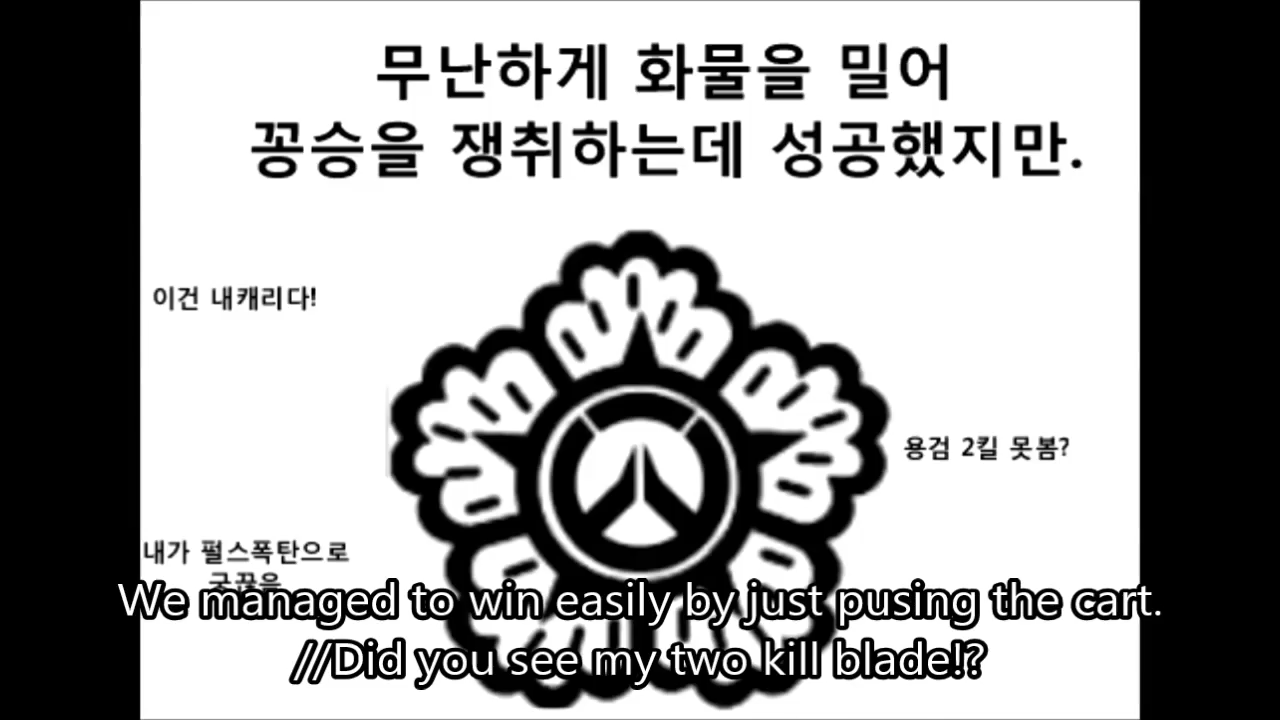 무난하게 화물을 밀어
꽁승을 쟁취하는데 성공했지만.
이건 내캐리다!
용검 2킬 못봄?
내가 펄스폭탄으로
We managed to win easily by just pusing the cart.
//Did you see my two kill blade!?